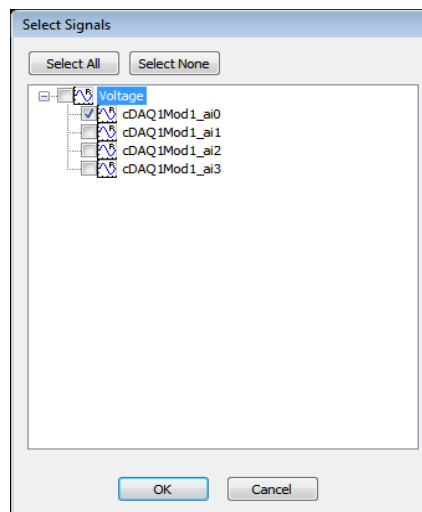 Select Signals
Select All Select None
Voltage
cDAQ1Mod1_ai0
cDAQ1Mod1_ai1
cDAQ1Mod1_ai2
cDAQ1Mod1_ai3
OK Cancel